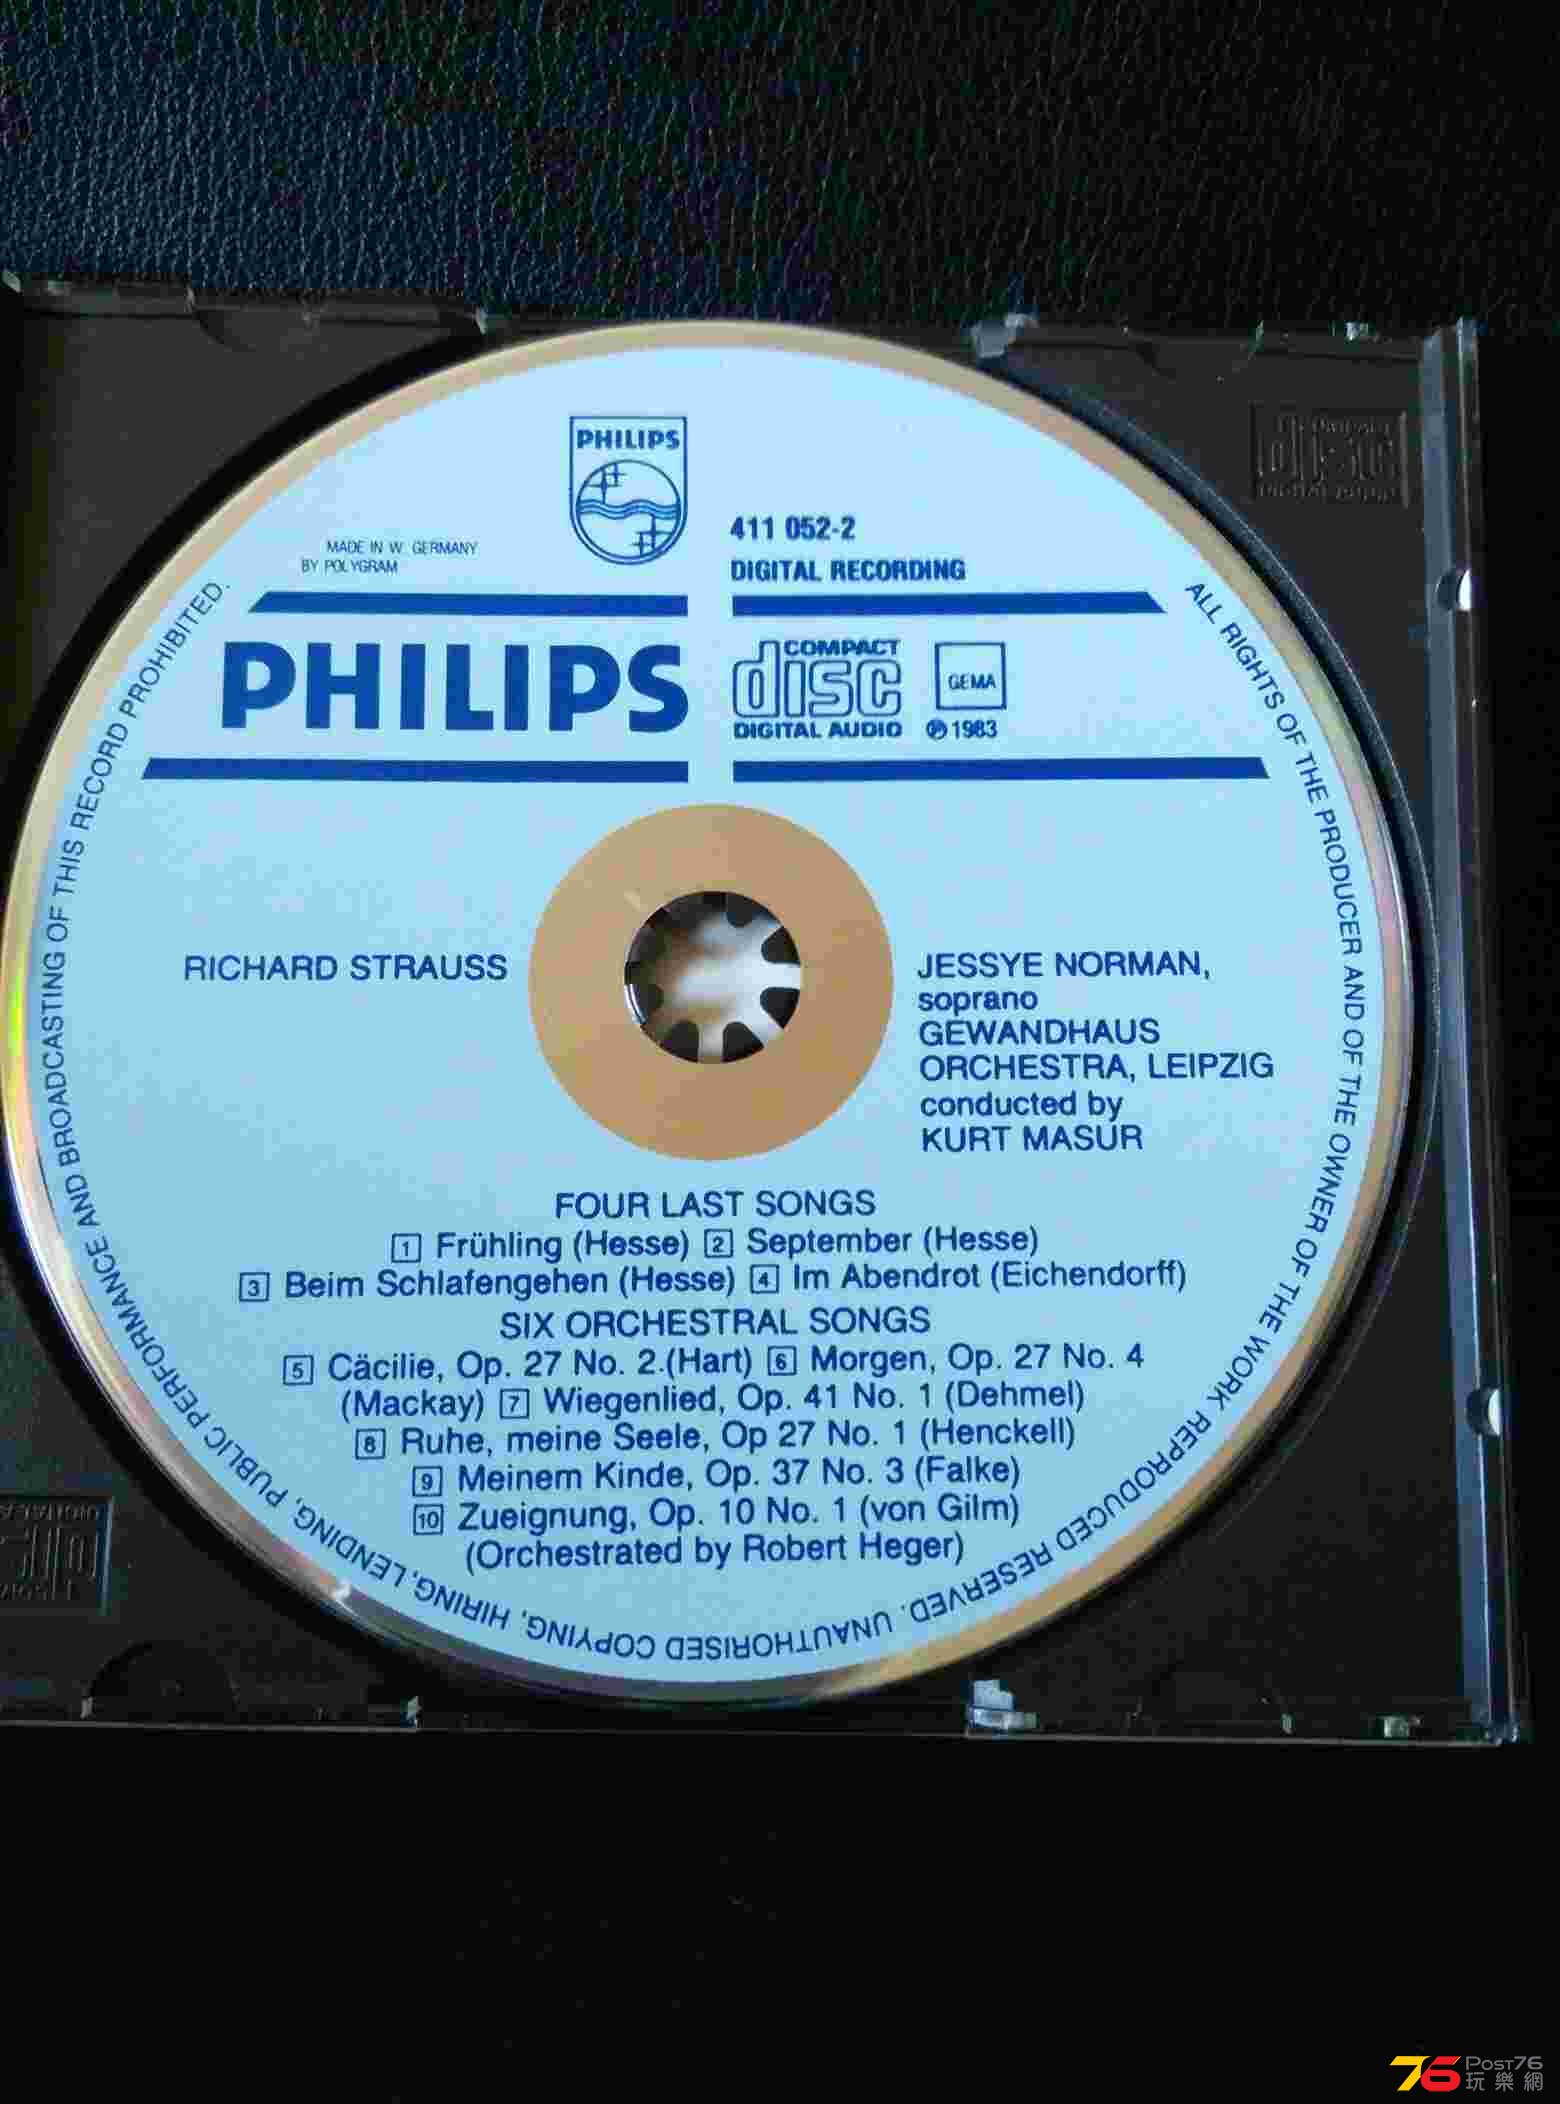 PHILIPS
MADE IN W. GERMANY
BY POLYGRAM
411 052-2
DIGITAL RECORDING
PHILIPS
COMPACT
disc
DIGITAL AUDIO
GEMA
℗ 1983
RICHARD STRAUSS
JESSYE NORMAN,
soprano
GEWANDHAUS
ORCHESTRA, LEIPZIG
conducted by
KURT MASUR
FOUR LAST SONGS
1 Frühling (Hesse) 2 September (Hesse)
3 Beim Schlafengehen (Hesse) 4 Im Abendrot (Eichendorff)
SIX ORCHESTRAL SONGS
5 Cäcilie, Op. 27 No. 2.(Hart) 6 Morgen, Op. 27 No. 4
(Mackay) 7 Wiegenlied, Op. 41 No. 1 (Dehmel)
8 Ruhe, meine Seele, Op 27 No. 1 (Henckell)
9 Meinem Kinde, Op. 37 No. 3 (Falke)
10 Zueignung, Op. 10 No. 1 (von Gilm)
(Orchestrated by Robert Heger)
ALL RIGHTS OF THE PRODUCER AND OF THE OWNER OF THE WORK REPRODUCED RESERVED. UNAUTHORISED COPYING, HIRING, LENDING, PUBLIC PERFORMANCE AND BROADCASTING OF THIS RECORD PROHIBITED.
COMPACT
disc
DIGITAL AUDIO
76 POST76
玩樂網